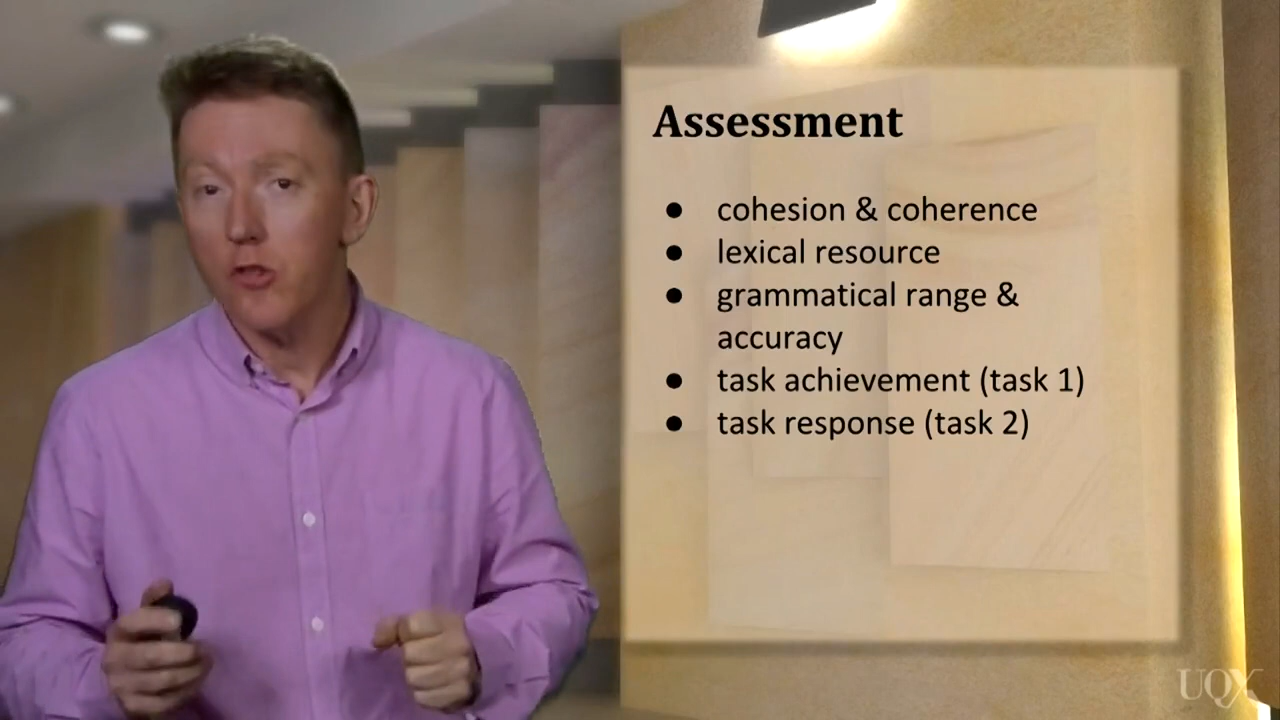 Assessment
● cohesion & coherence
● lexical resource
● grammatical range &
accuracy
● task achievement (task 1)
● task response (task 2)
UQX